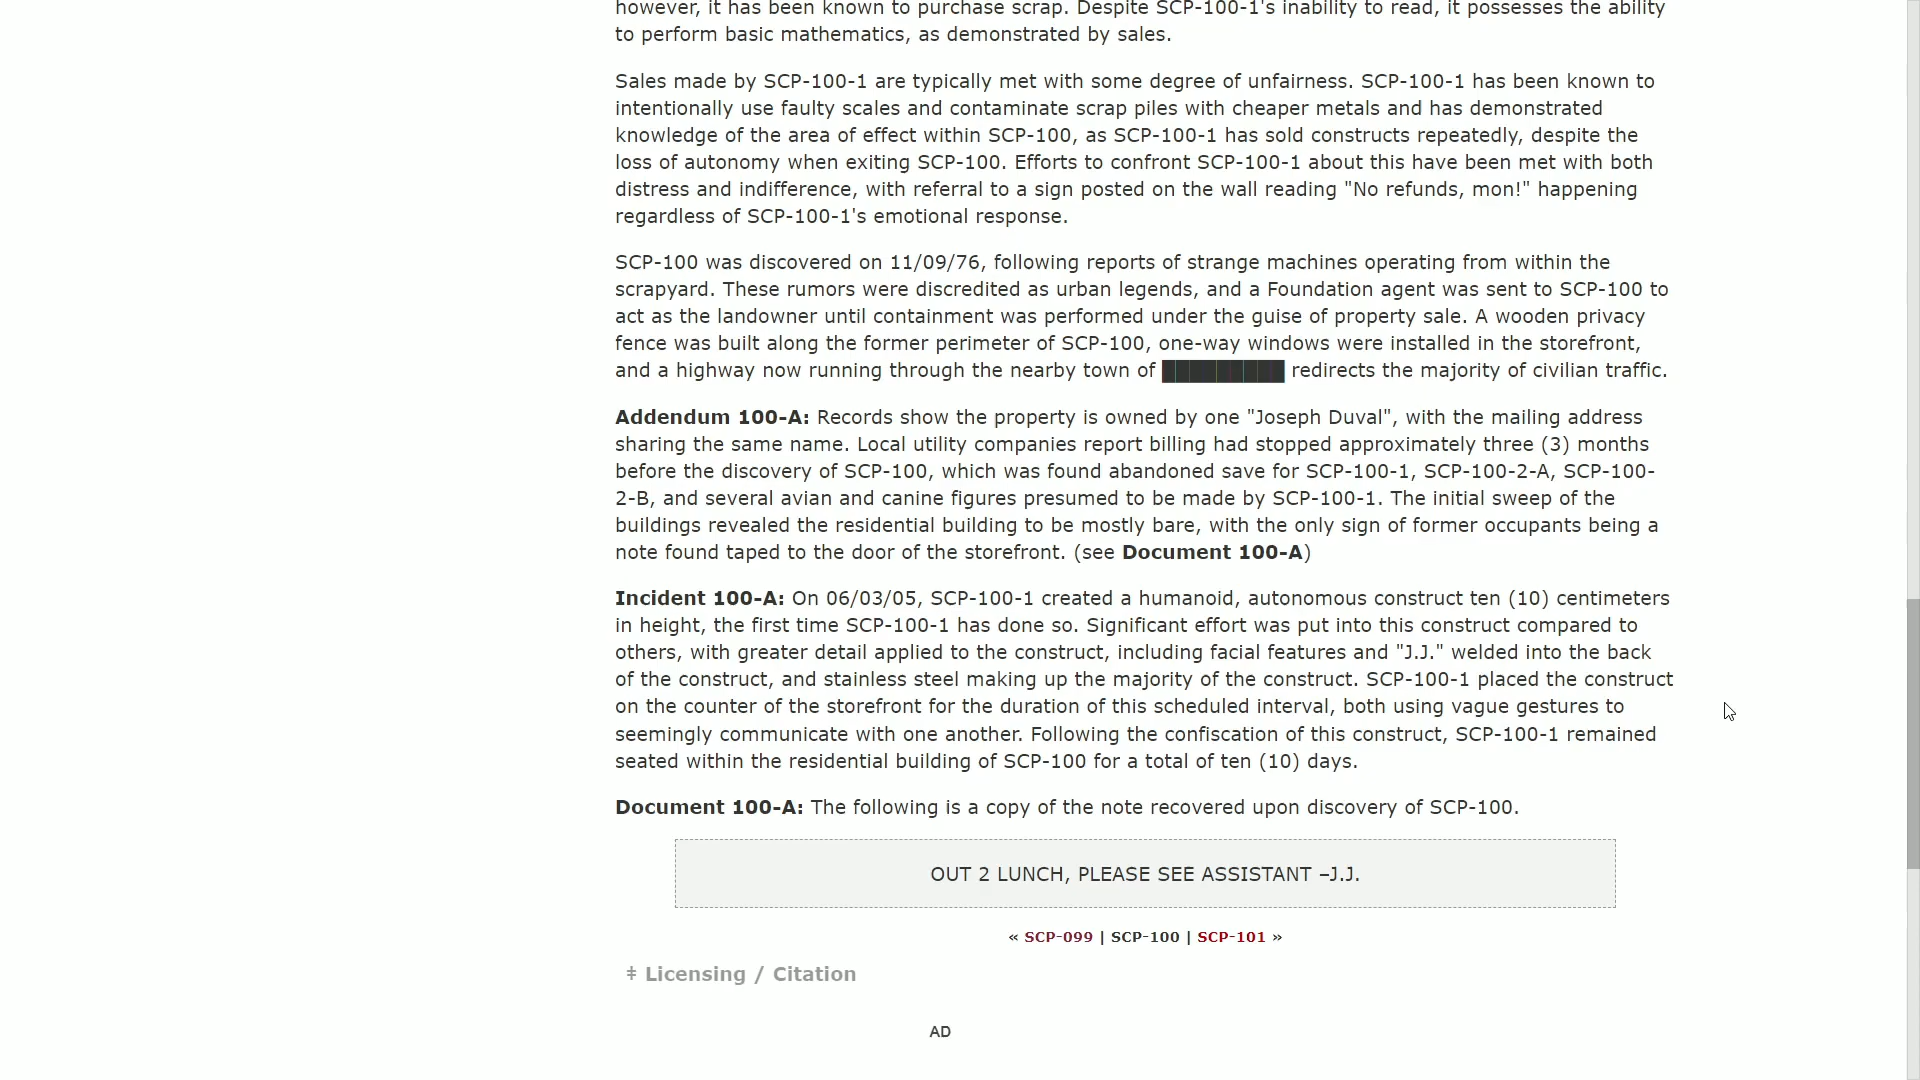 however, it has been known to purchase scrap. Despite SCP-100-1's inability to read, it possesses the ability
to perform basic mathematics, as demonstrated by sales.
Sales made by SCP-100-1 are typically met with some degree of unfairness. SCP-100-1 has been known to
intentionally use faulty scales and contaminate scrap piles with cheaper metals and has demonstrated
knowledge of the area of effect within SCP-100, as SCP-100-1 has sold constructs repeatedly, despite the
loss of autonomy when exiting SCP-100. Efforts to confront SCP-100-1 about this have been met with both
distress and indifference, with referral to a sign posted on the wall reading "No refunds, mon!" happening
regardless of SCP-100-1's emotional response.
SCP-100 was discovered on 11/09/76, following reports of strange machines operating from within the
scrapyard. These rumors were discredited as urban legends, and a Foundation agent was sent to SCP-100 to
act as the landowner until containment was performed under the guise of property sale. A wooden privacy
fence was built along the former perimeter of SCP-100, one-way windows were installed in the storefront,
and a highway now running through the nearby town of █████████ redirects the majority of civilian traffic.
Addendum 100-A: Records show the property is owned by one "Joseph Duval", with the mailing address
sharing the same name. Local utility companies report billing had stopped approximately three (3) months
before the discovery of SCP-100, which was found abandoned save for SCP-100-1, SCP-100-2-A, SCP-100-
2-B, and several avian and canine figures presumed to be made by SCP-100-1. The initial sweep of the
buildings revealed the residential building to be mostly bare, with the only sign of former occupants being a
note found taped to the door of the storefront. (see Document 100-A)
Incident 100-A: On 06/03/05, SCP-100-1 created a humanoid, autonomous construct ten (10) centimeters
in height, the first time SCP-100-1 has done so. Significant effort was put into this construct compared to
others, with greater detail applied to the construct, including facial features and "J.J." welded into the back
of the construct, and stainless steel making up the majority of the construct. SCP-100-1 placed the construct
on the counter of the storefront for the duration of this scheduled interval, both using vague gestures to
seemingly communicate with one another. Following the confiscation of this construct, SCP-100-1 remained
seated within the residential building of SCP-100 for a total of ten (10) days.
Document 100-A: The following is a copy of the note recovered upon discovery of SCP-100.
OUT 2 LUNCH, PLEASE SEE ASSISTANT –J.J.
« SCP-099 | SCP-100 | SCP-101 »
‡ Licensing / Citation
AD